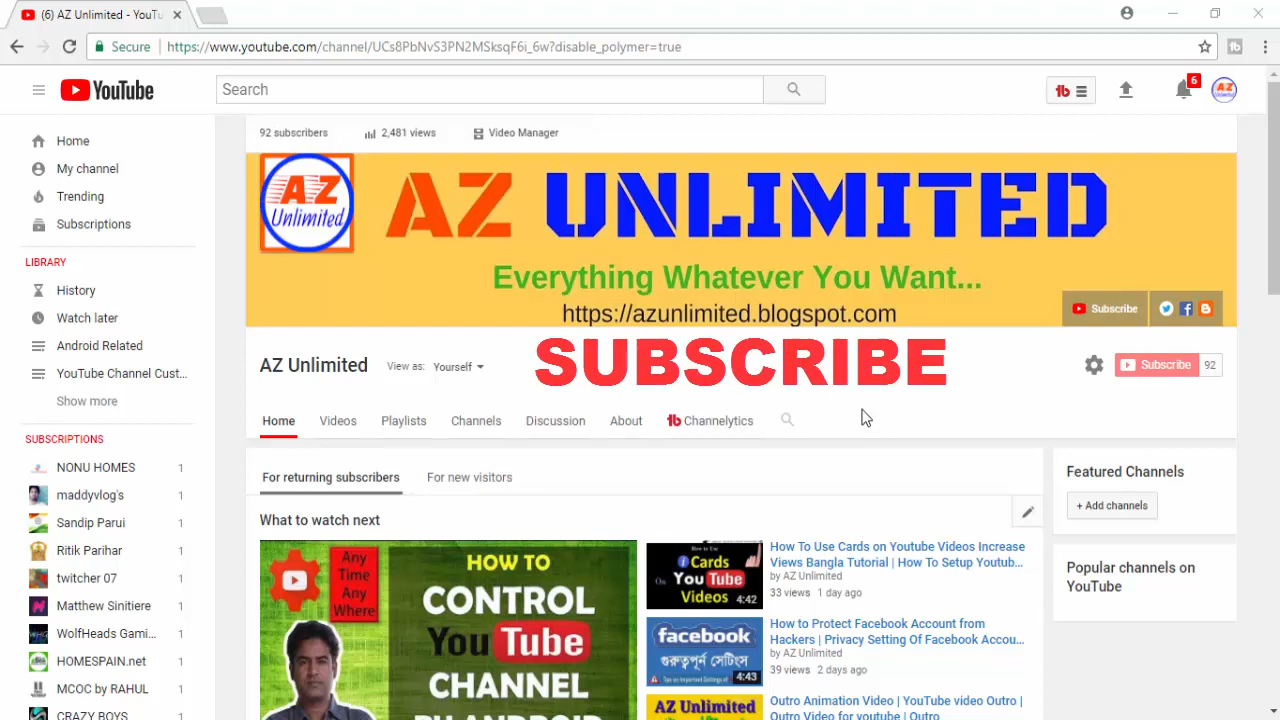 (6) AZ Unlimited - YouTu
Secure
https://www.youtube.com/channel/UCs8PbNvS3PN2MSksqF6i_6w?disable_polymer=true
YouTube
Search
6
AZ Unlimited
92 subscribers
2,481 views
Video Manager
Home
My channel
Trending
Subscriptions
LIBRARY
History
Watch later
Android Related
YouTube Channel Cust...
Show more
SUBSCRIPTIONS
NONU HOMES 1
maddyvlog's 1
Sandip Parui 1
Ritik Parihar 1
twitcher 07 1
Matthew Sinitiere 1
WolfHeads Gami... 1
HOMESPAIN.net 1
MCOC by RAHUL 1
CRAZY BOYS
AZ Unlimited
AZ UNLIMITED
Everything Whatever You Want...
https://azunlimited.blogspot.com
Subscribe
AZ Unlimited
View as: Yourself
SUBSCRIBE
Subscribe 92
Home
Videos
Playlists
Channels
Discussion
About
Channelytics
For returning subscribers
For new visitors
What to watch next
Any
Time
Any
Where
HOW TO
CONTROL
YouTube
CHANNEL
BY ANDROID
How to Use
Cards
On YouTube
Videos
4:42
How To Use Cards on Youtube Videos Increase
Views Bangla Tutorial | How To Setup Youtub...
by AZ Unlimited
33 views 1 day ago
facebook
গুরুত্বপূর্ন সেটিংস
4:43
How to Protect Facebook Account from
Hackers | Privacy Setting Of Facebook Accou...
by AZ Unlimited
39 views 2 days ago
AZ Unlimited
Outro Animation Video | YouTube video Outro |
Outro Video for youtube | Outro
Featured Channels
+ Add channels
Popular channels on
YouTube